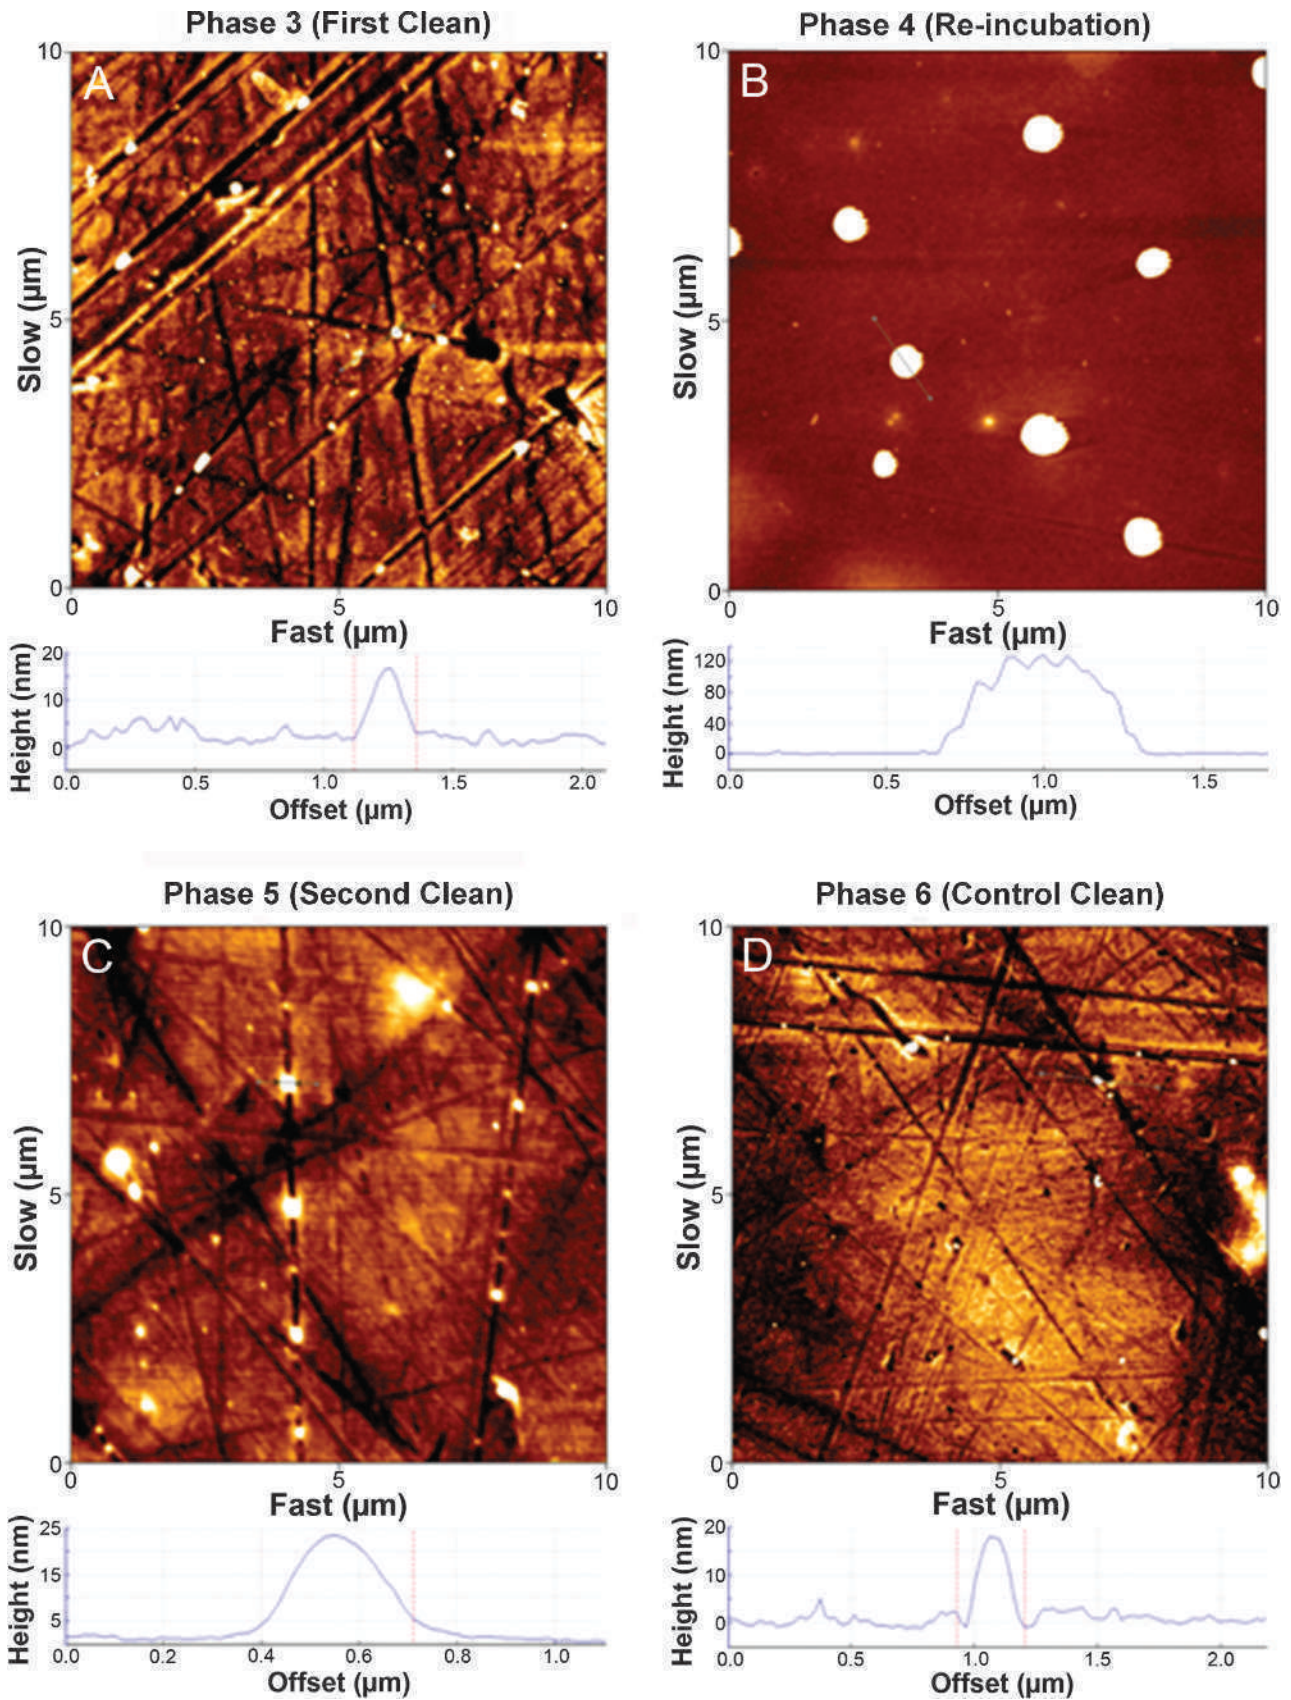 Phase 3 (First Clean)
Phase 4 (Re-incubation)
A
B
10
5
0
Slow (µm)
0 5 10
Fast (µm)
10
5
0
Slow (µm)
0 5 10
Fast (µm)
20
10
0
Height (nm)
0.0 0.5 1.0 1.5 2.0
Offset (µm)
120
80
40
0
Height (nm)
0.0 0.5 1.0 1.5
Offset (µm)
Phase 5 (Second Clean)
Phase 6 (Control Clean)
C
D
10
5
0
Slow (µm)
0 5 10
Fast (µm)
10
5
0
Slow (µm)
0 5 10
Fast (µm)
25
15
5
Height (nm)
0.0 0.2 0.4 0.6 0.8 1.0
Offset (µm)
20
10
0
Height (nm)
0.0 0.5 1.0 1.5 2.0
Offset (µm)